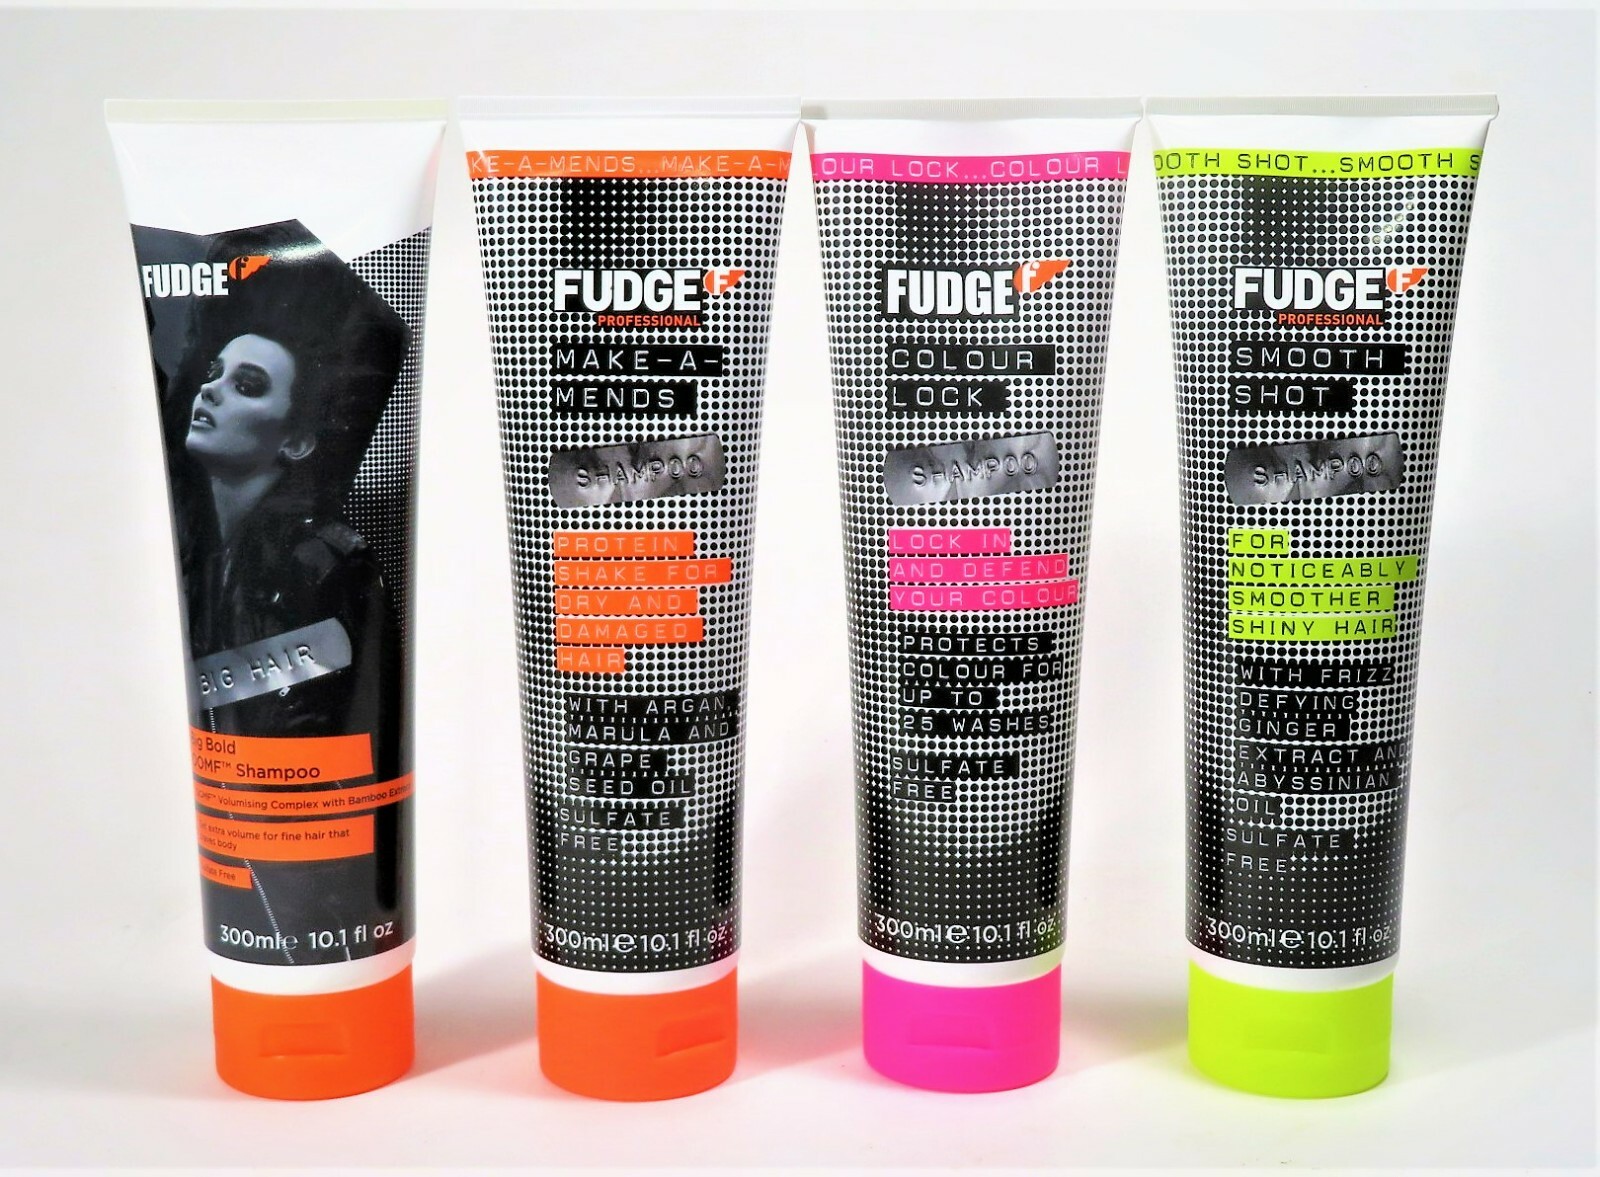 FUDGE
BIG HAIR
Bold
Shampoo
Volumising Complex with Bamboo
extra volume for fine hair that
body
Free
300ml e 10.1 fl oz
KE-A-MENDS...MAKE-A-M
FUDGE F
PROFESSIONAL
MAKE-A-
MENDS
SHAMPOO
PROTEIN
SHAKE FOR
DRY AND
DAMAGED
HAIR
WITH ARGAN,
MARULA AND
GRAPE
SEED OIL
SULFATE
FREE
300ml e 10.1 fl oz
OUR LOCK...COLOUR L
FUDGE f
COLOUR
LOCK
SHAMPOO
LOCK IN
AND DEFEND
YOUR COLOUR
PROTECTS
COLOUR FOR
UP TO
25 WASHES
SULFATE
FREE
300ml e 10.1 fl oz
OOTH SHOT...SMOOTH S
FUDGE F
PROFESSIONAL
SMOOTH
SHOT
SHAMPOO
FOR
NOTICEABLY
SMOOTHER
SHINY HAIR
WITH FRIZZ
DEFYING
GINGER
EXTRACT AND
ABYSSINIAN
OIL
SULFATE
FREE
300ml e 10.1 fl oz